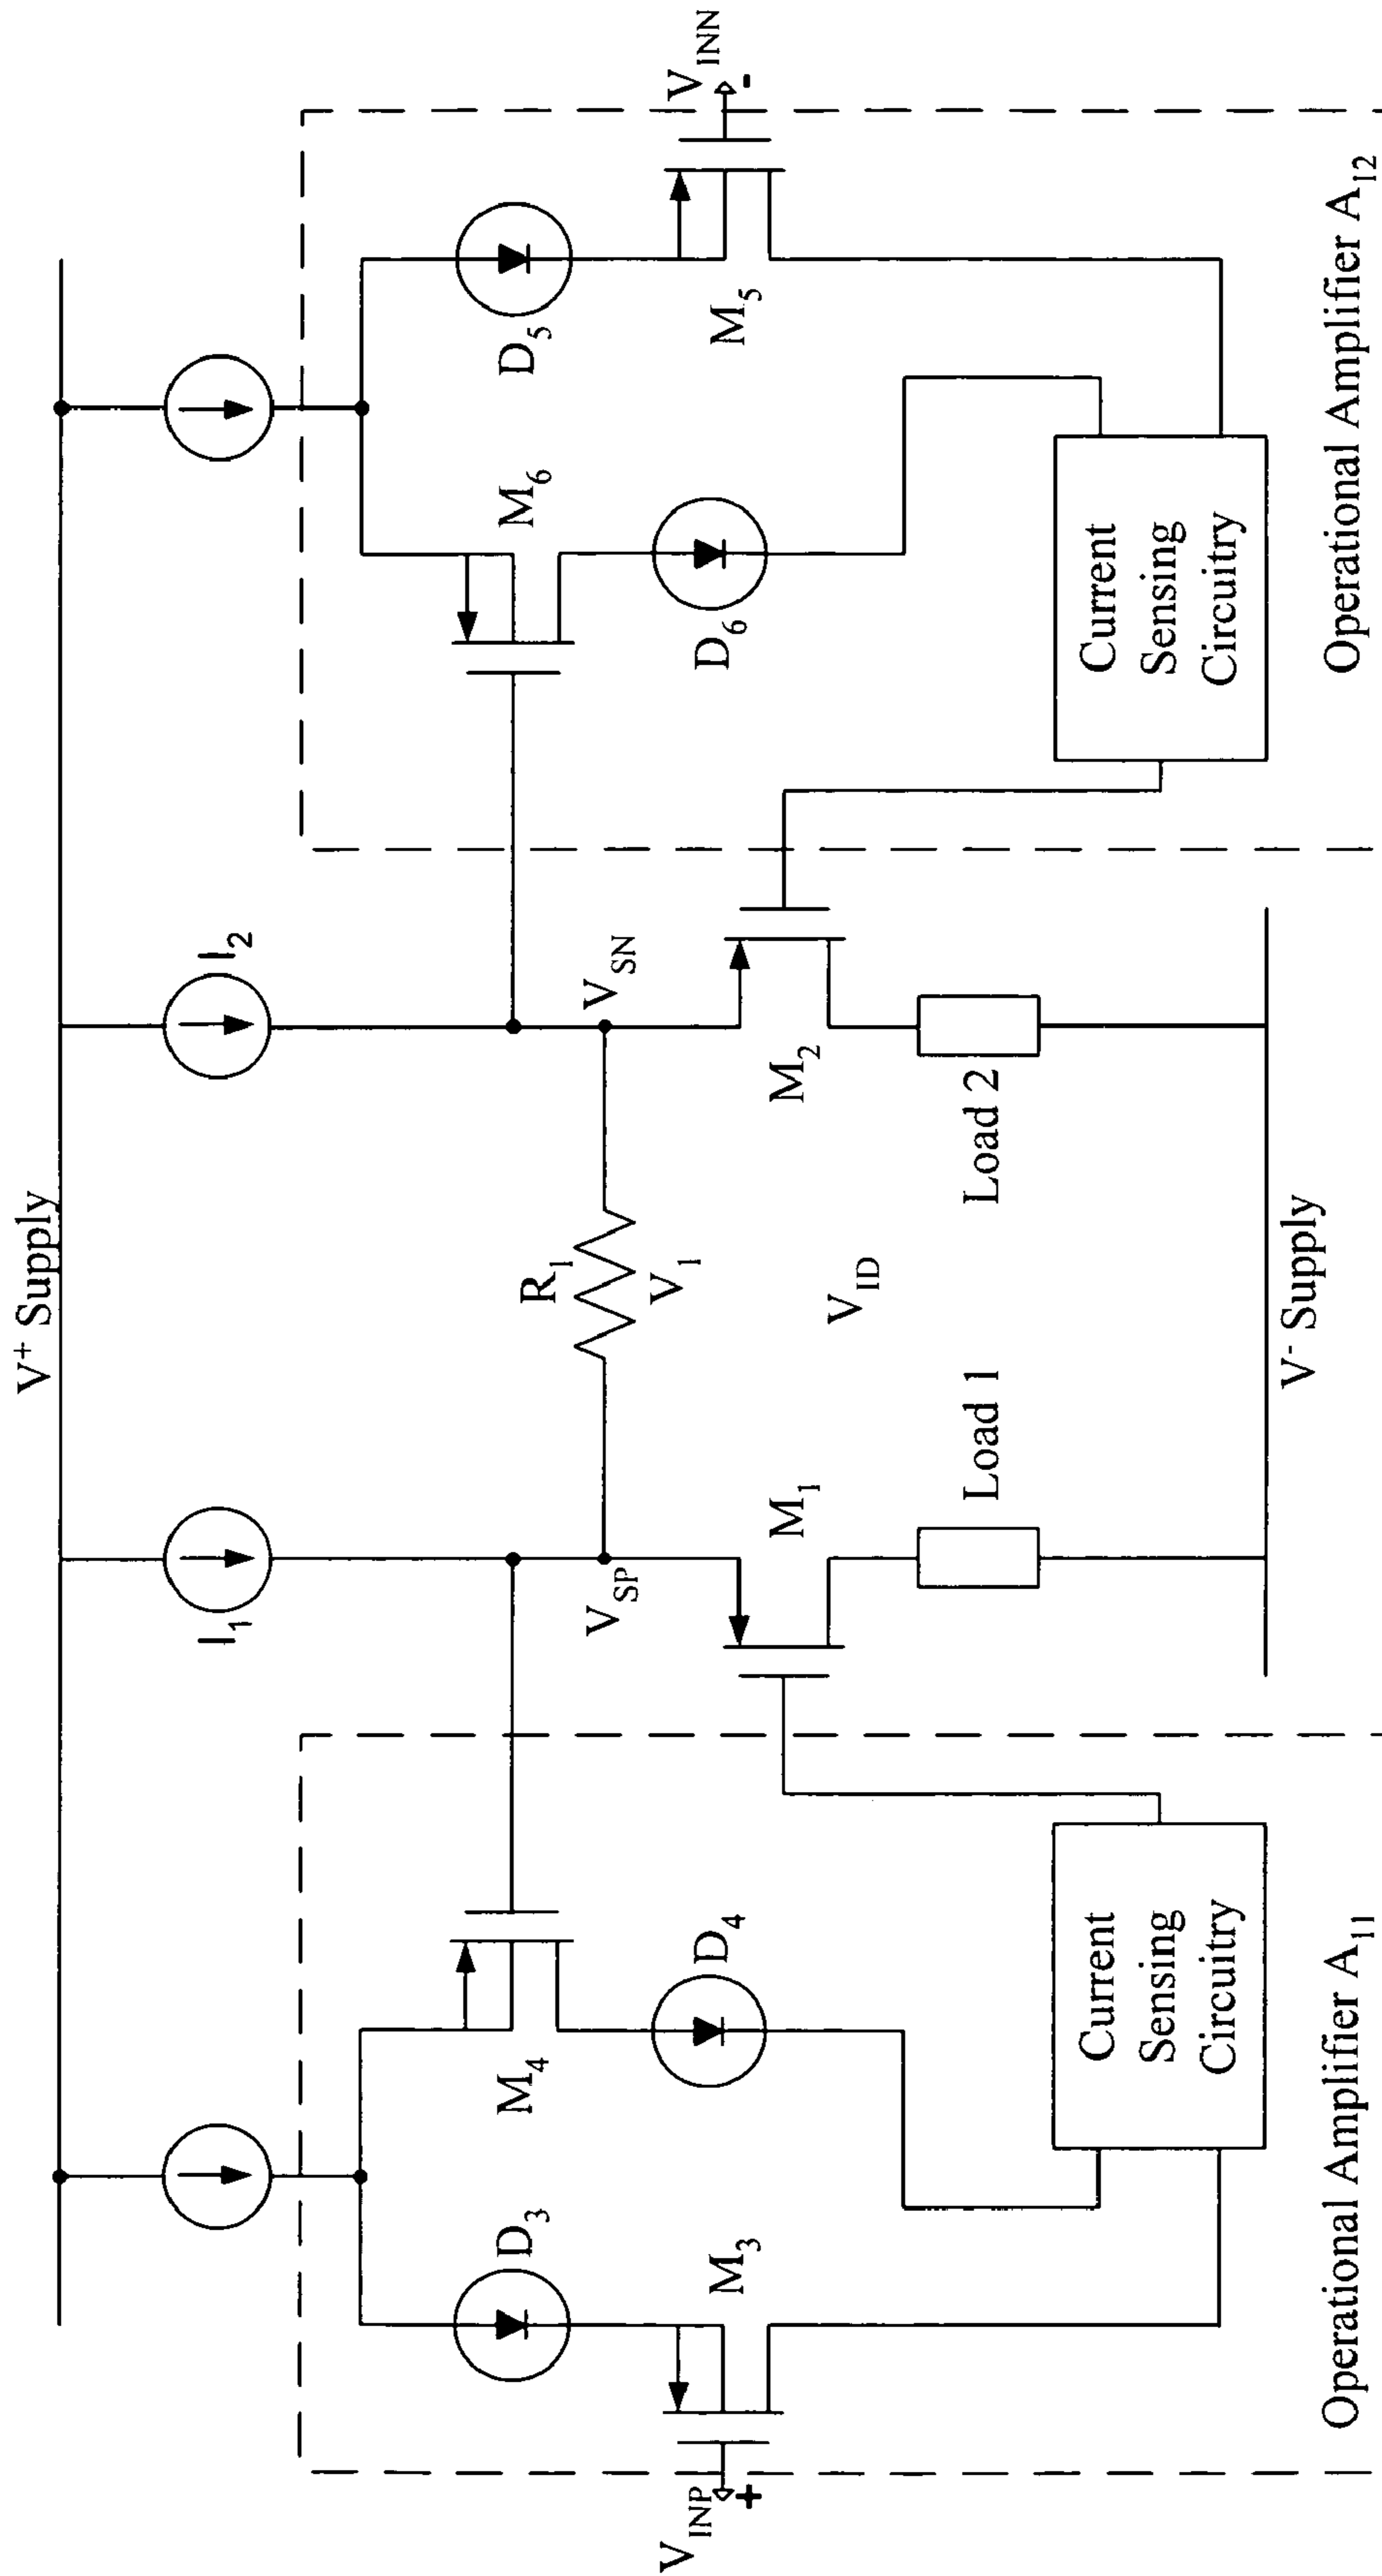 V+ Supply
I1
I2
D3
M4
M3
D4
VINP
+
VSP
R1
V1
VSN
M1
M2
VID
Load 1
Load 2
M6
D5
D6
M5
VINN
-
Current
Sensing
Circuitry
Current
Sensing
Circuitry
V- Supply
Operational Amplifier A11
Operational Amplifier A12